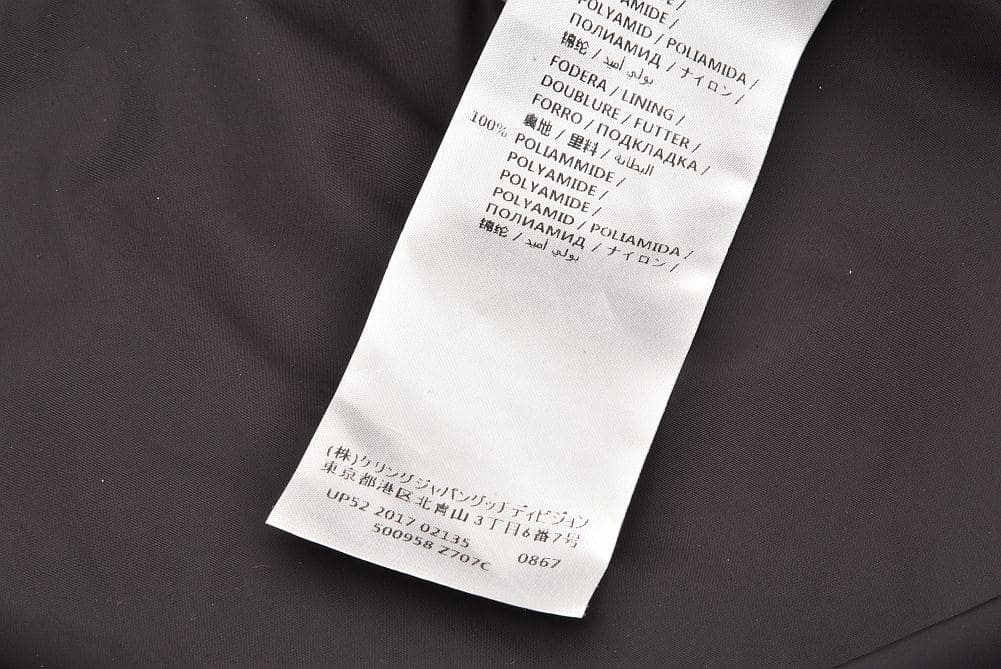 AMIDE /
POLYAMIDE /
POLYAMID / POLIAMIDA /
ПОЛИАМИД / ナイロン /
锦纶 / بولي أميد
FODERA / LINING /
DOUBLURE / FUTTER /
FORRO / ПОДКЛАДКА /
裏地 / 里料 / البطانة
100% POLIAMMIDE /
POLYAMIDE /
POLYAMIDE /
POLYAMID / POLIAMIDA /
ПОЛИАМИД / ナイロン /
锦纶 / بولي أميد
(株)ケリングジャパングッチディビジョン
東京都港区北青山 3丁目6番7号
UP52 2017 02135 0867
500958 Z707C